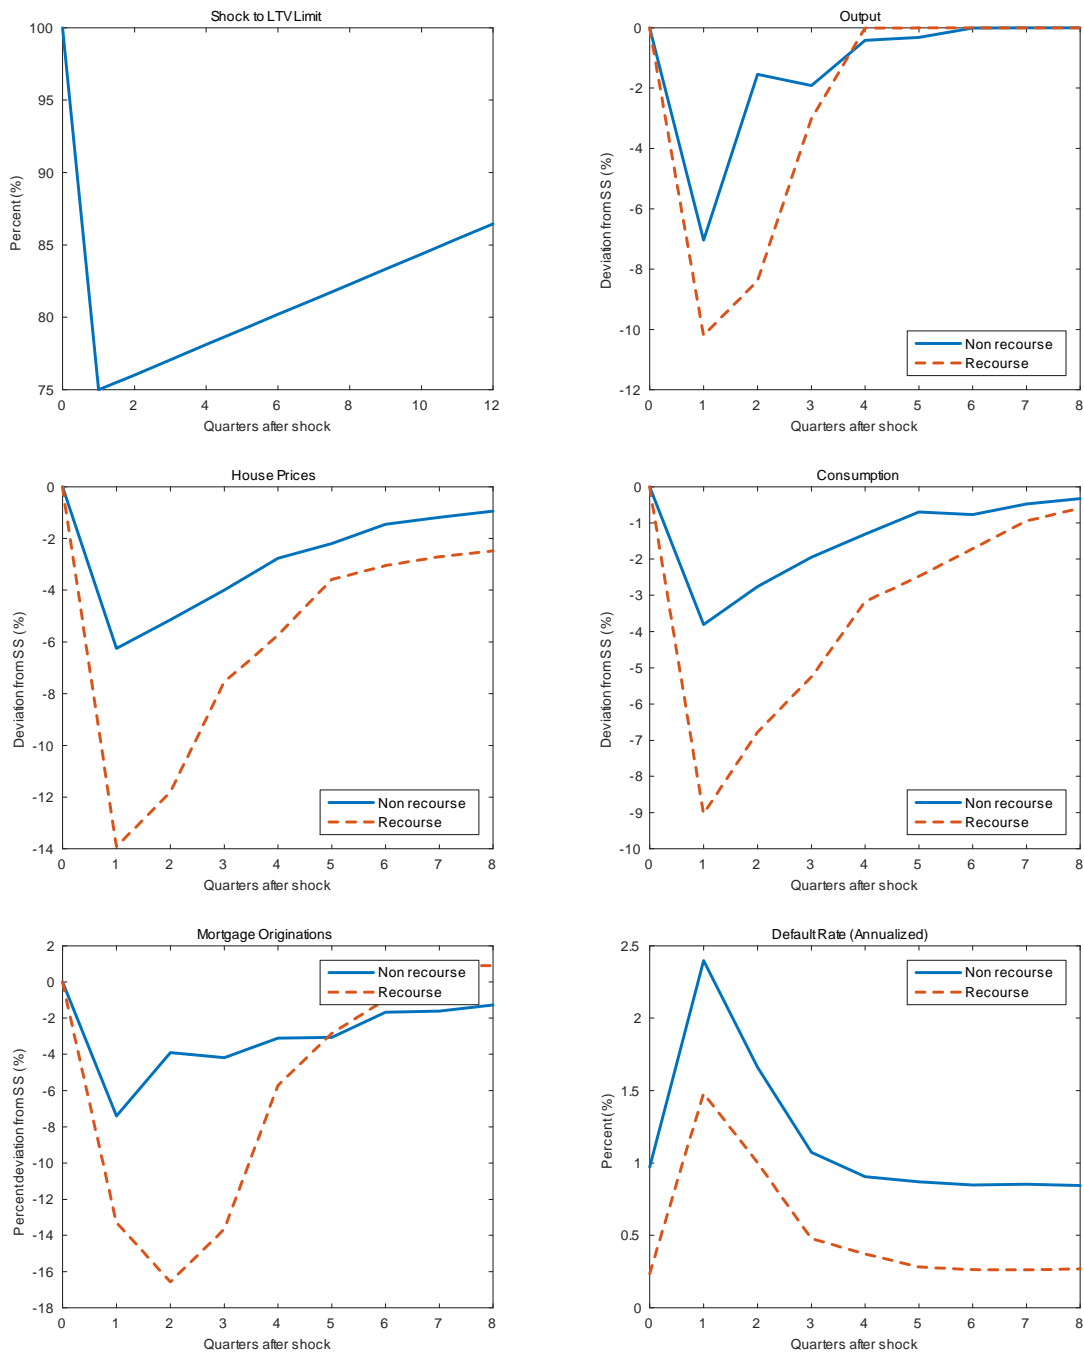 Shock to LTV Limit
100
95
90
85
80
75
Percent (%)
0 2 4 6 8 10 12
Quarters after shock
Output
0
-2
-4
-6
-8
-10
-12
Deviation from SS (%)
Non recourse
Recourse
0 1 2 3 4 5 6 7 8
Quarters after shock
House Prices
0
-2
-4
-6
-8
-10
-12
-14
Deviation from SS (%)
Non recourse
Recourse
0 1 2 3 4 5 6 7 8
Quarters after shock
Consumption
0
-1
-2
-3
-4
-5
-6
-7
-8
-9
-10
Deviation from SS (%)
Non recourse
Recourse
0 1 2 3 4 5 6 7 8
Quarters after shock
Mortgage Originations
2
0
-2
-4
-6
-8
-10
-12
-14
-16
-18
Percent deviation from SS (%)
Non recourse
Recourse
0 1 2 3 4 5 6 7 8
Quarters after shock
Default Rate (Annualized)
2.5
2
1.5
1
0.5
0
Percent (%)
Non recourse
Recourse
0 1 2 3 4 5 6 7 8
Quarters after shock